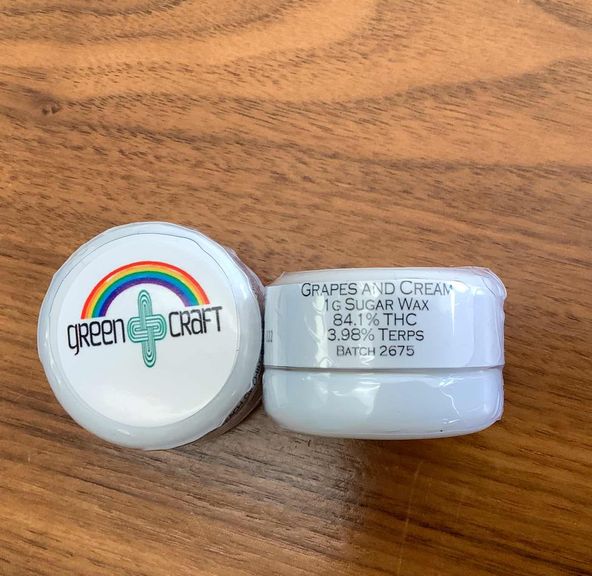 green CRAFT
GRAPES AND CREAM
1G SUGAR WAX
84.1% THC
3.98% TERPS
BATCH 2675